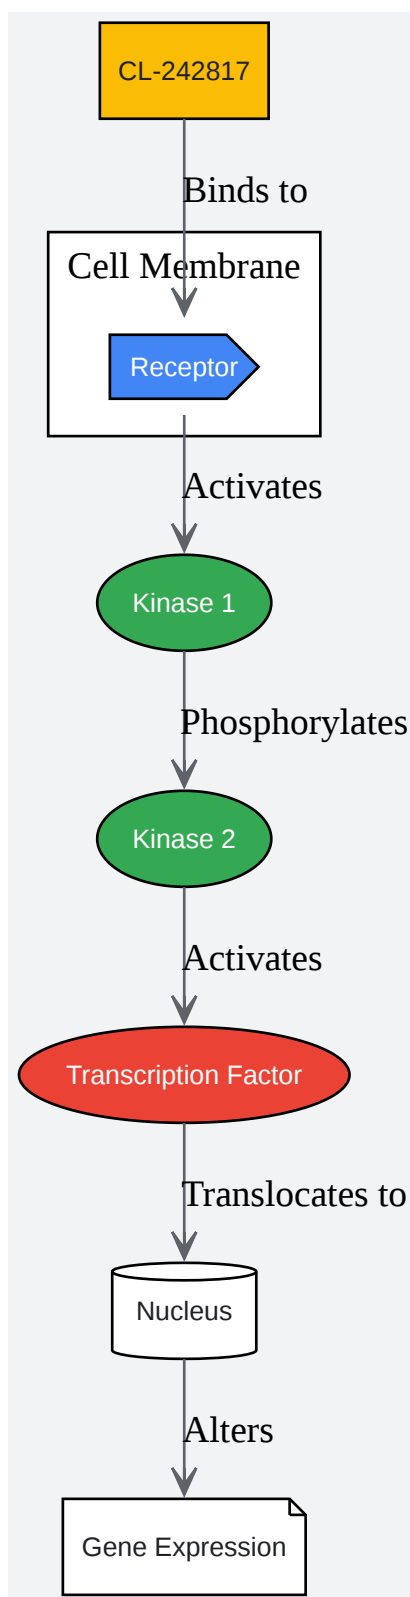 CL-242817
Binds to
Cell Membrane
Receptor
Activates
Kinase 1
Phosphorylates
Kinase 2
Activates
Transcription Factor
Translocates to
Nucleus
Alters
Gene Expression